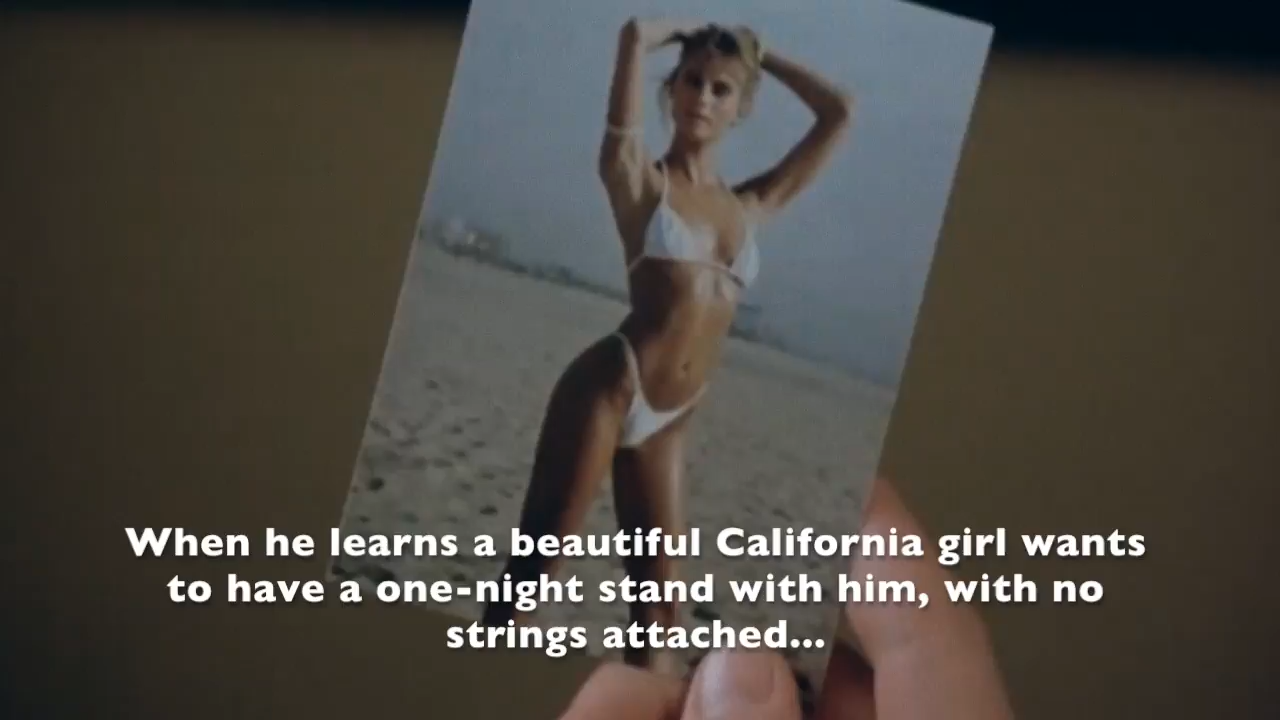 When he learns a beautiful California girl wants
to have a one-night stand with him, with no
strings attached...